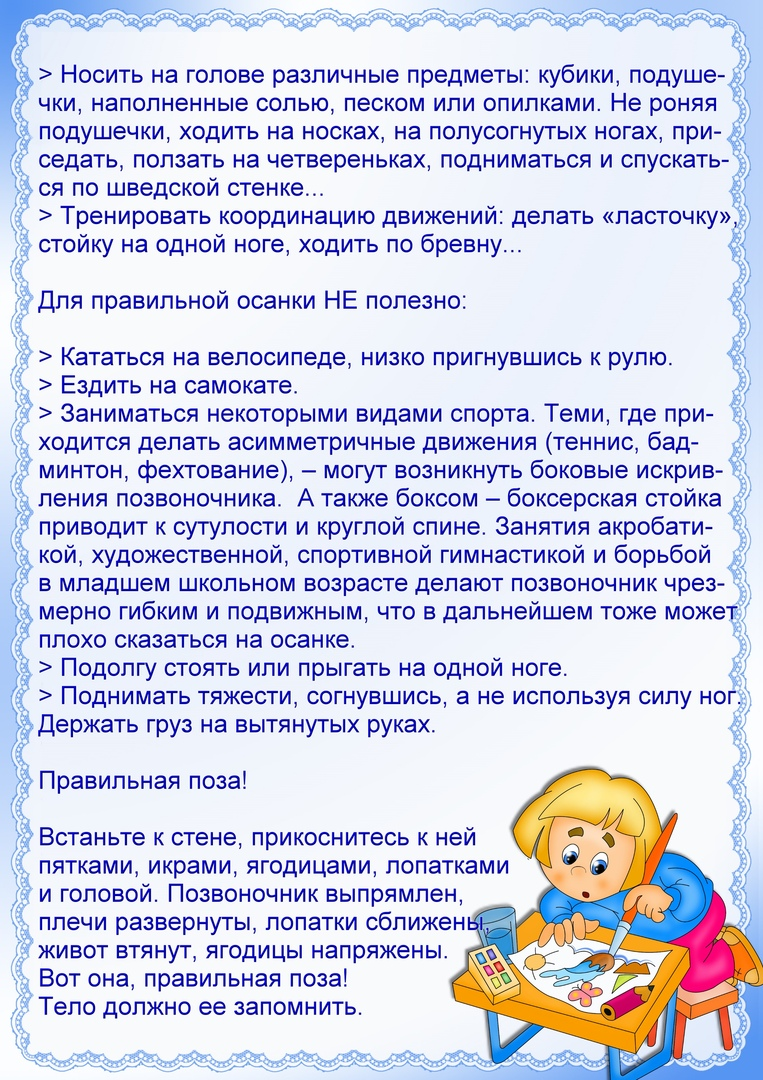 > Носить на голове различные предметы: кубики, подуше-
чки, наполненные солью, песком или опилками. Не роняя
подушечки, ходить на носках, на полусогнутых ногах, при-
седать, ползать на четвереньках, подниматься и спускать-
ся по шведской стенке...
> Тренировать координацию движений: делать «ласточку»,
стойку на одной ноге, ходить по бревну...
Для правильной осанки НЕ полезно:
> Кататься на велосипеде, низко пригнувшись к рулю.
> Ездить на самокате.
> Заниматься некоторыми видами спорта. Теми, где при-
ходится делать асимметричные движения (теннис, бад-
минтон, фехтование), – могут возникнуть боковые искрив-
ления позвоночника. А также боксом – боксерская стойка
приводит к сутулости и круглой спине. Занятия акробати-
кой, художественной, спортивной гимнастикой и борьбой
в младшем школьном возрасте делают позвоночник чрез-
мерно гибким и подвижным, что в дальнейшем тоже может
плохо сказаться на осанке.
> Подолгу стоять или прыгать на одной ноге.
> Поднимать тяжести, согнувшись, а не используя силу ног.
Держать груз на вытянутых руках.
Правильная поза!
Встаньте к стене, прикоснитесь к ней
пятками, икрами, ягодицами, лопатками
и головой. Позвоночник выпрямлен,
плечи развернуты, лопатки сближены,
живот втянут, ягодицы напряжены.
Вот она, правильная поза!
Тело должно ее запомнить.